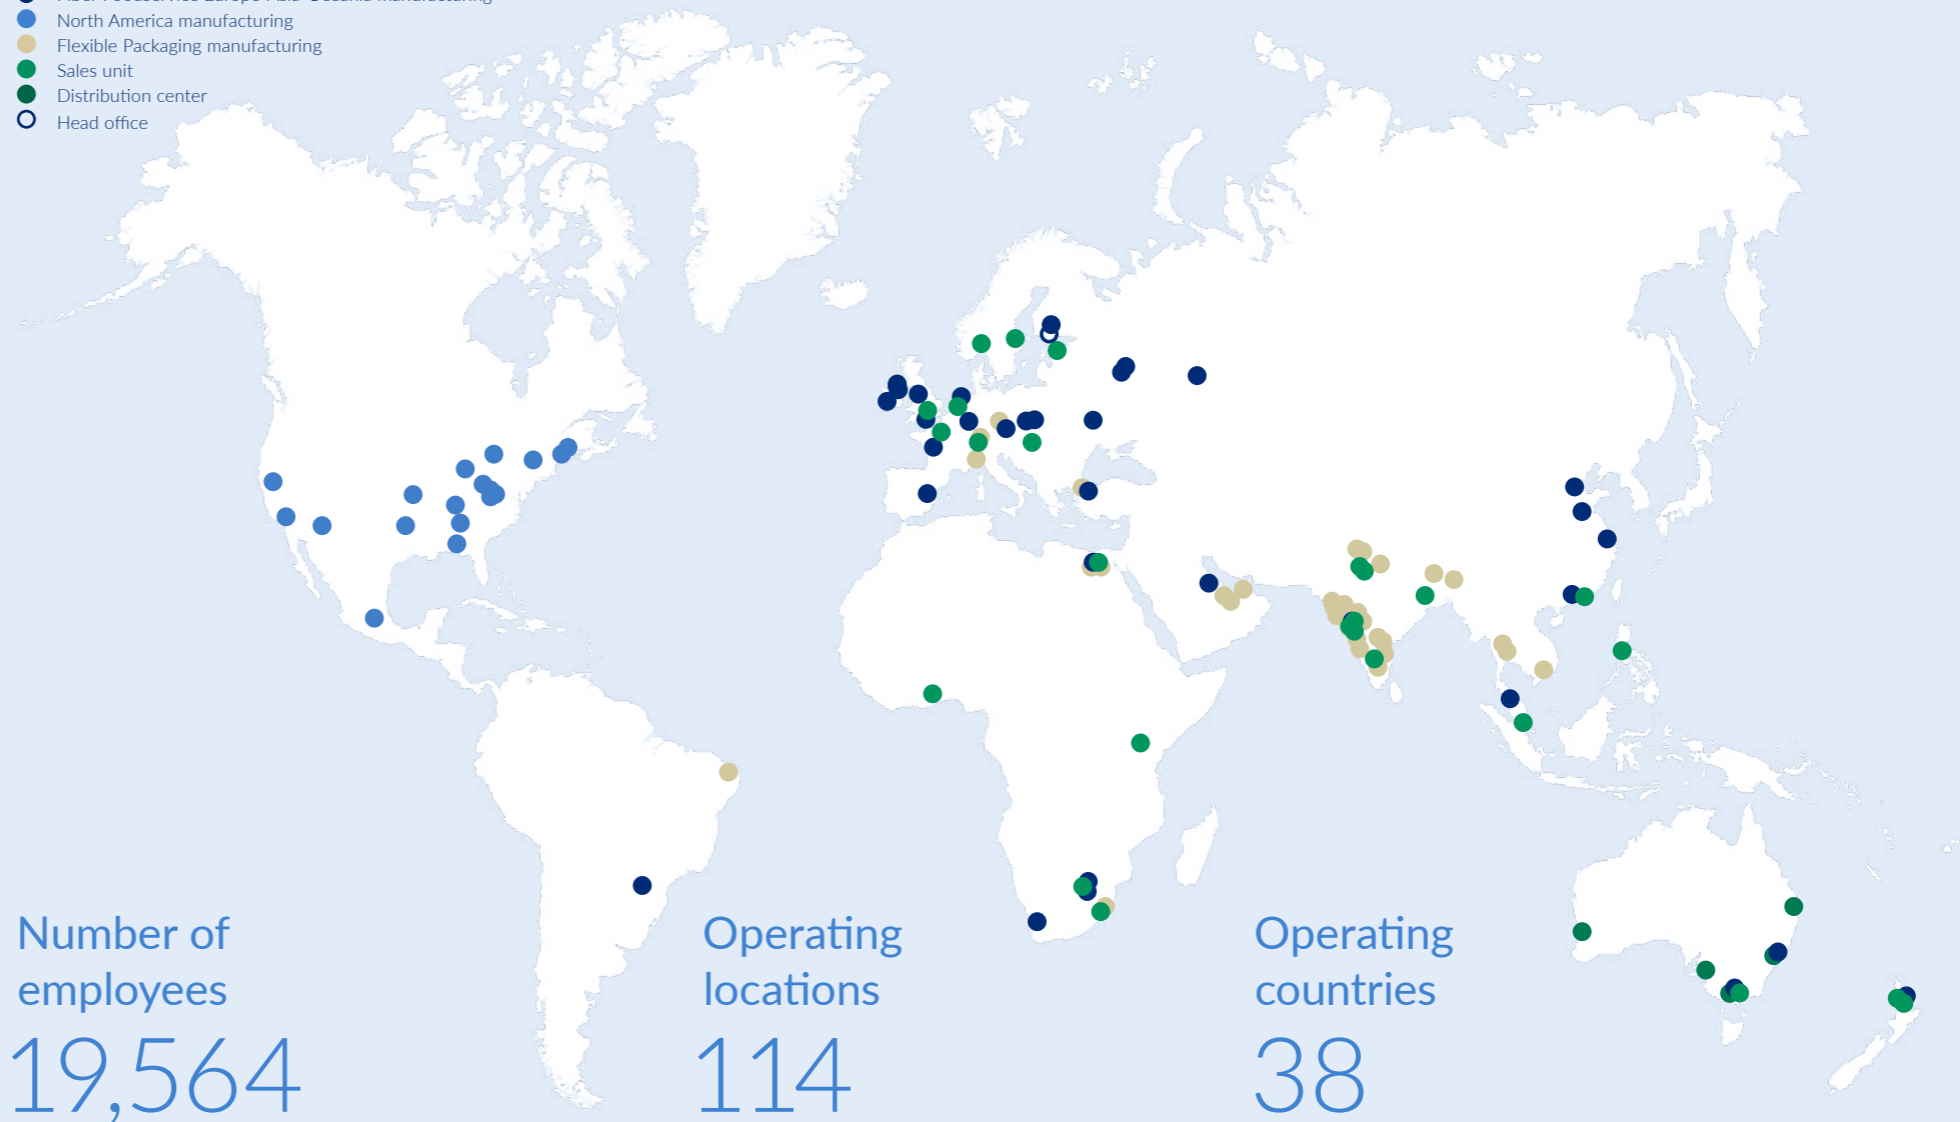 North America manufacturing
Flexible Packaging manufacturing
Sales unit
Distribution center
Head office
Number of
employees
19,564
Operating
locations
114
Operating
countries
38